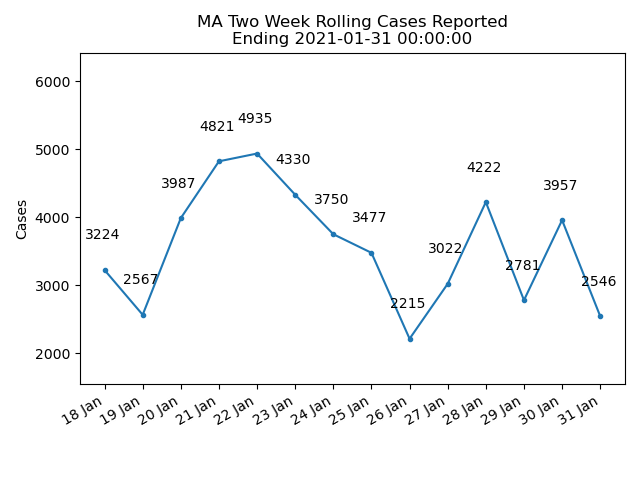 MA Two Week Rolling Cases Reported
Ending 2021-01-31 00:00:00
6000
5000
4000
3000
2000
Cases
3224
2567
3987
4821
4935
4330
3750
3477
2215
3022
4222
2781
3957
2546
18 Jan
19 Jan
20 Jan
21 Jan
22 Jan
23 Jan
24 Jan
25 Jan
26 Jan
27 Jan
28 Jan
29 Jan
30 Jan
31 Jan